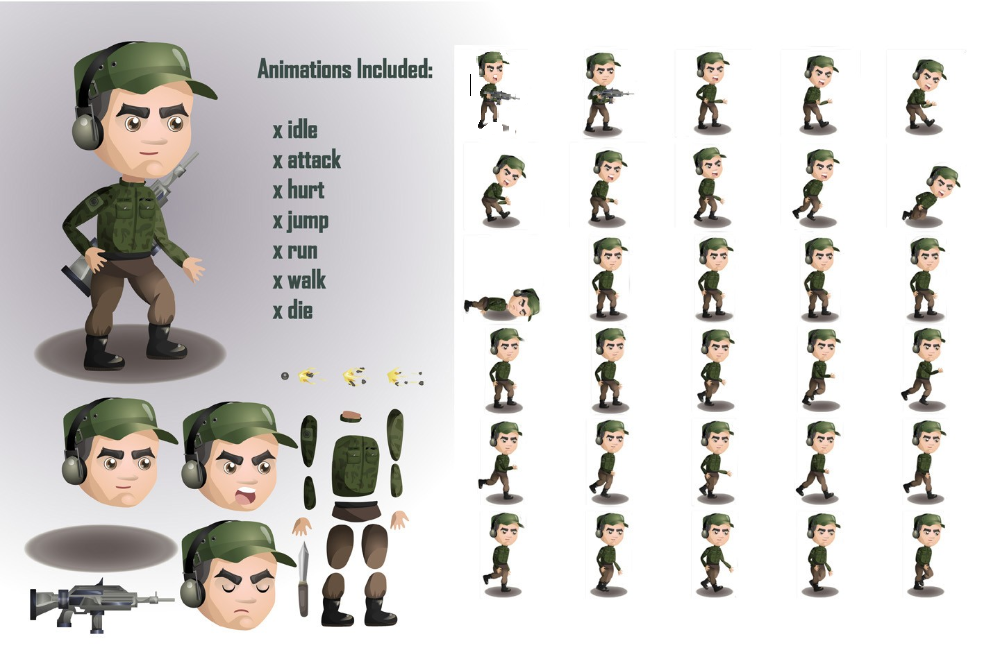 Animations Included:
x idle
x attack
x hurt
x jump
x run
x walk
x die